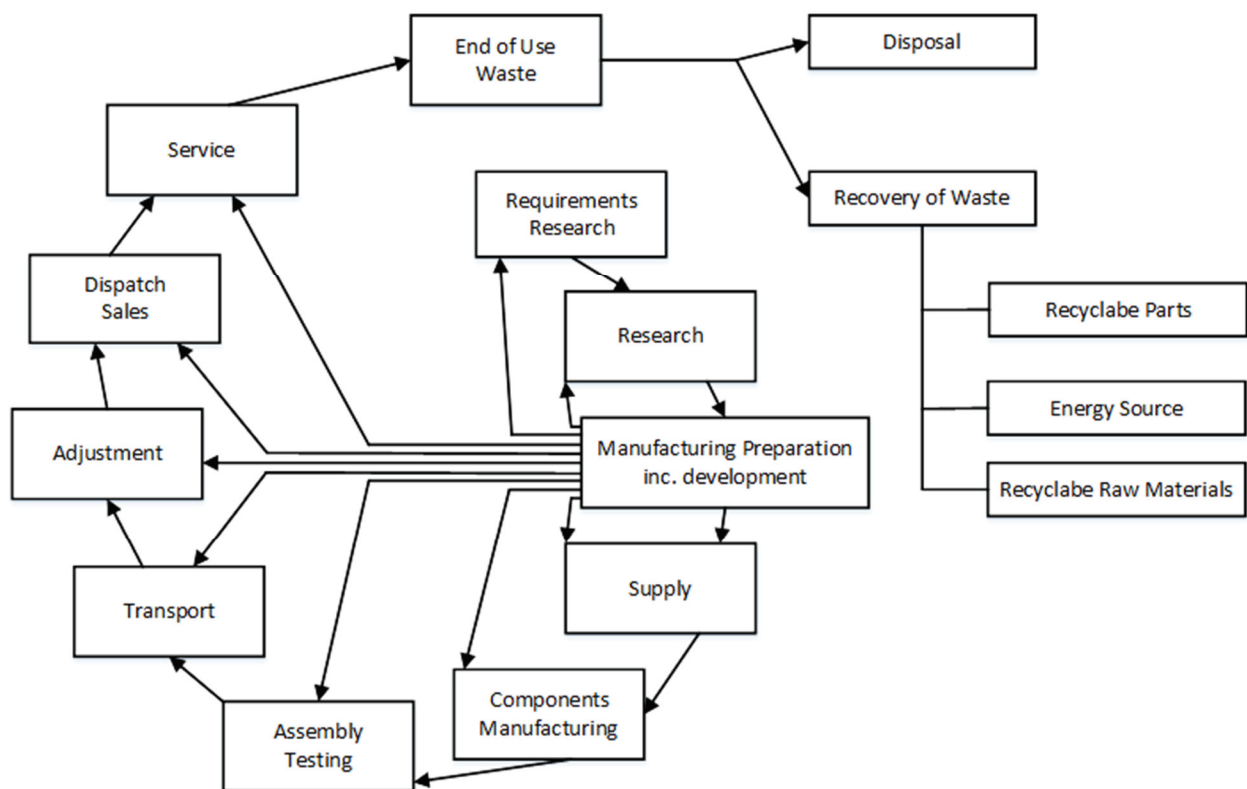 End of Use
Waste
Disposal
Service
Requirements
Research
Recovery of Waste
Dispatch
Sales
Research
Recyclabe Parts
Adjustment
Manufacturing Preparation
inc. development
Energy Source
Recyclabe Raw Materials
Transport
Supply
Components
Manufacturing
Assembly
Testing